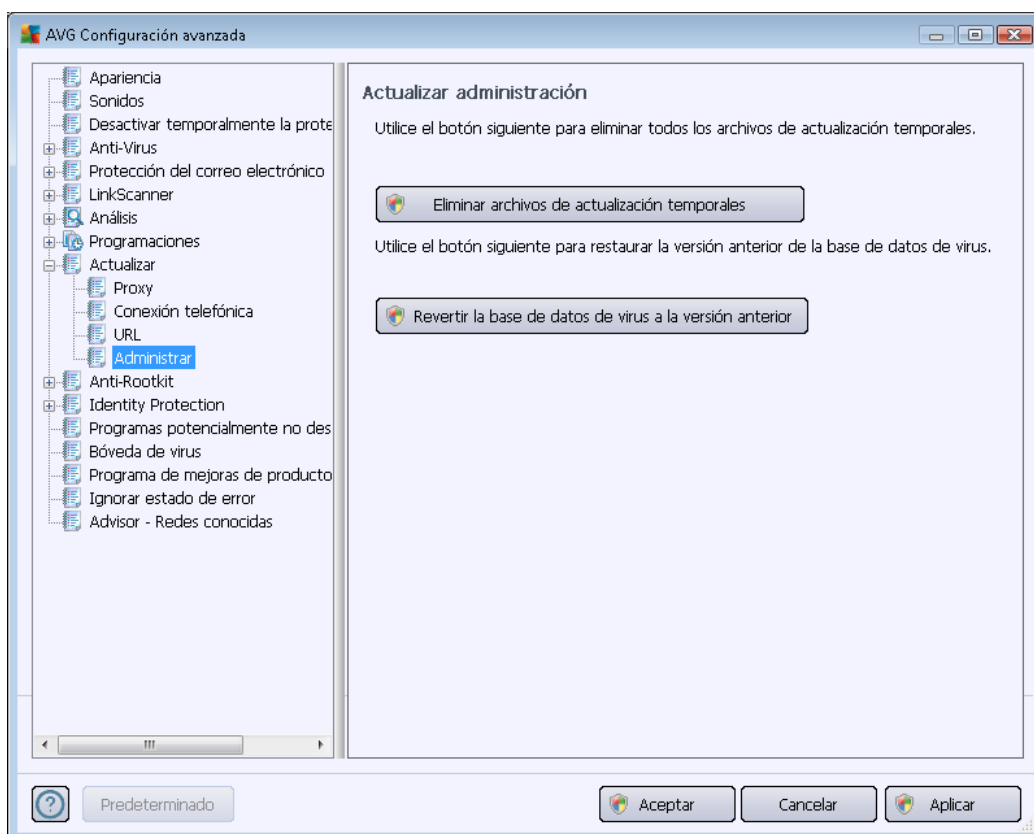 AVG Configuración avanzada
Apariencia
Sonidos
Desactivar temporalmente la prote
Anti-Virus
Protección del correo electrónico
LinkScanner
Análisis
Programaciones
Actualizar
Proxy
Conexión telefónica
URL
Administrar
Anti-Rootkit
Identity Protection
Programas potencialmente no des
Bóveda de virus
Programa de mejoras de producto
Ignorar estado de error
Advisor - Redes conocidas
Actualizar administración
Utilice el botón siguiente para eliminar todos los archivos de actualización temporales.
Eliminar archivos de actualización temporales
Utilice el botón siguiente para restaurar la versión anterior de la base de datos de virus.
Revertir la base de datos de virus a la versión anterior
Predeterminado
Aceptar
Cancelar
Aplicar